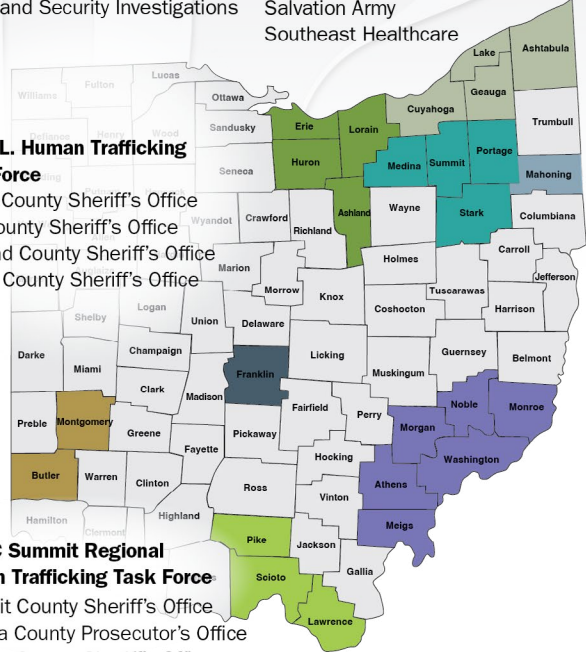 and Security Investigations
Salvation Army
Southeast Healthcare
Lake
Ashtabula
Geauga
Cuyahoga
Lucas
Fulton
Williams
Ottawa
Trumbull
Erie
Lorain
Sandusky
Defiance
Henry
Wood
L. Human Trafficking
Force
Portage
Summit
Medina
Huron
Seneca
Mahoning
County Sheriff's Office
ounty Sheriff's Office
d County Sheriff's Office
County Sheriff's Office
Wyandot
Crawford
Richland
Ashland
Wayne
Stark
Columbiana
Carroll
Holmes
Marion
Jefferson
Morrow
Knox
Tuscarawas
Coshocton
Harrison
Logan
Shelby
Union
Delaware
Darke
Champaign
Licking
Guernsey
Belmont
Miami
Franklin
Muskingum
Clark
Madison
Fairfield
Perry
Noble
Monroe
Preble
Montgomery
Greene
Pickaway
Morgan
Fayette
Hocking
Washington
Butler
Warren
Clinton
Ross
Vinton
Athens
Hamilton
Clermont
Highland
Meigs
Pike
Jackson
C Summit Regional
n Trafficking Task Force
Gallia
Scioto
it County Sheriff's Office
Lawrence
a County Prosecutor's Office